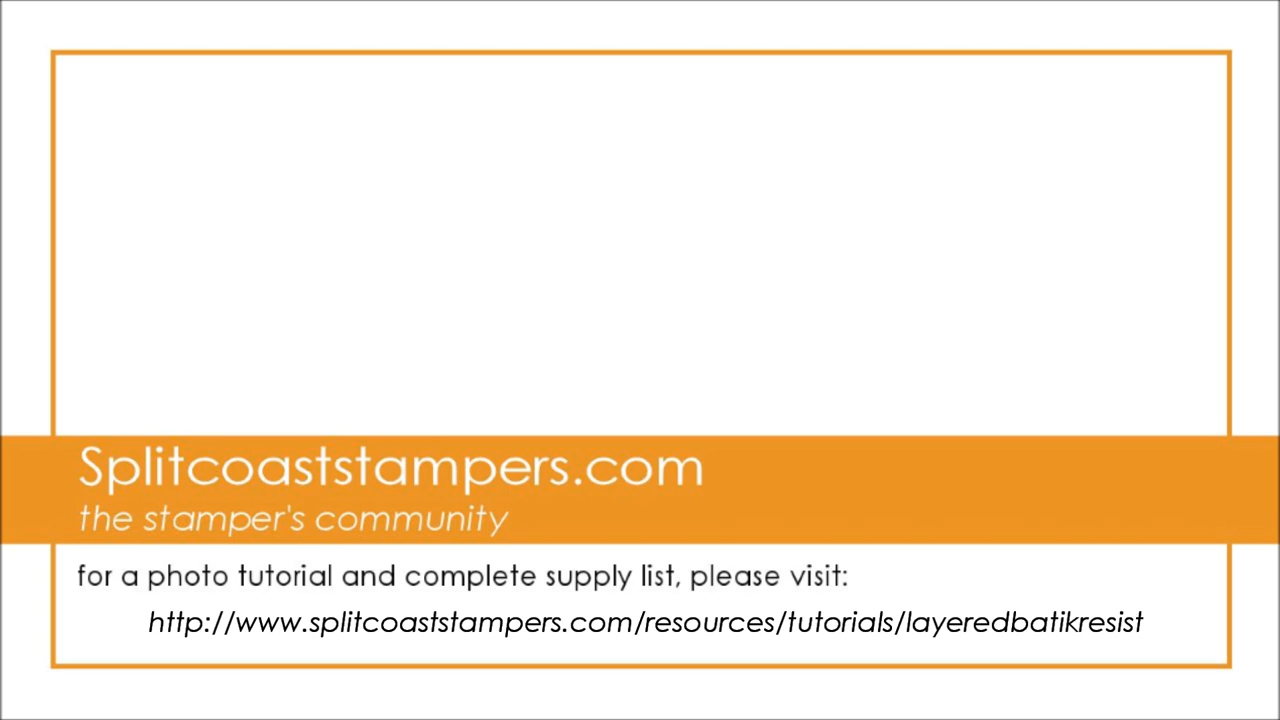 Splitcoaststampers.com
the stamper's community
for a photo tutorial and complete supply list, please visit:
http://www.splitcoaststampers.com/resources/tutorials/layeredbatikresist